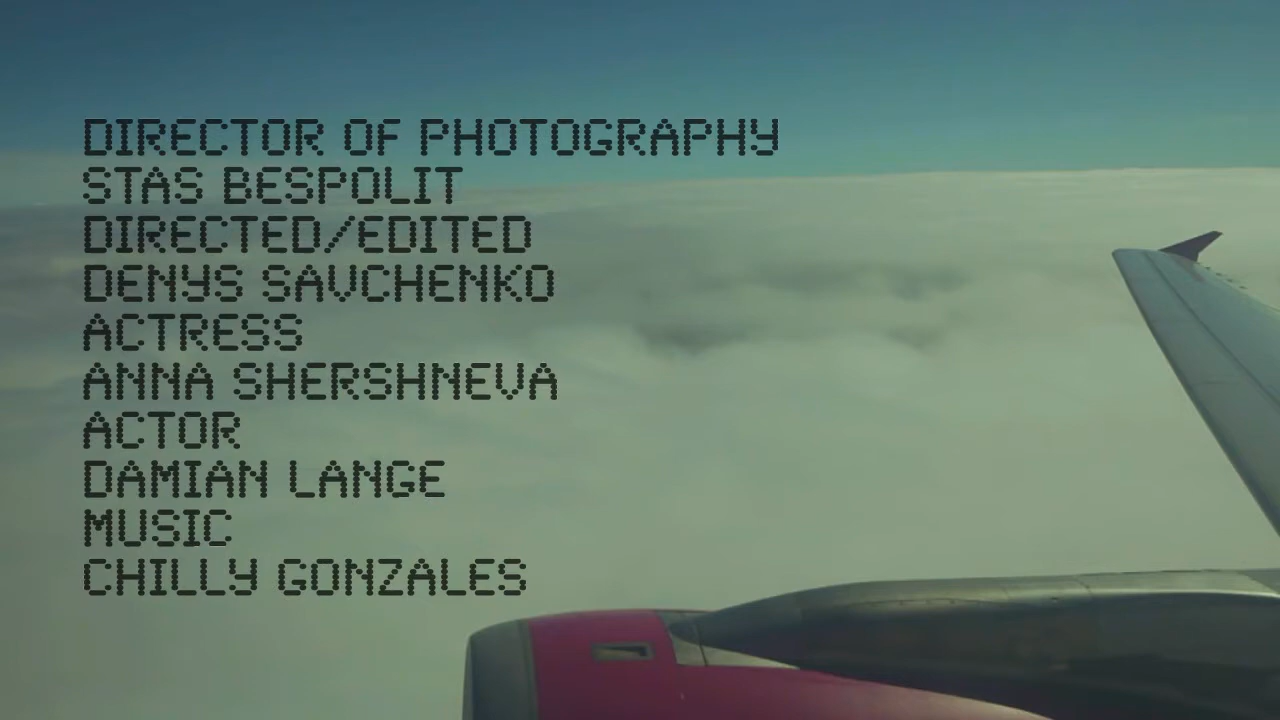 DIRECTOR OF PHOTOGRAPHY
STAS BESPOLIT
DIRECTED/EDITED
DENYS SAVCHENKO
ACTRESS
ANNA SHERSHNEVA
ACTOR
DAMIAN LANGE
MUSIC
CHILLY GONZALES